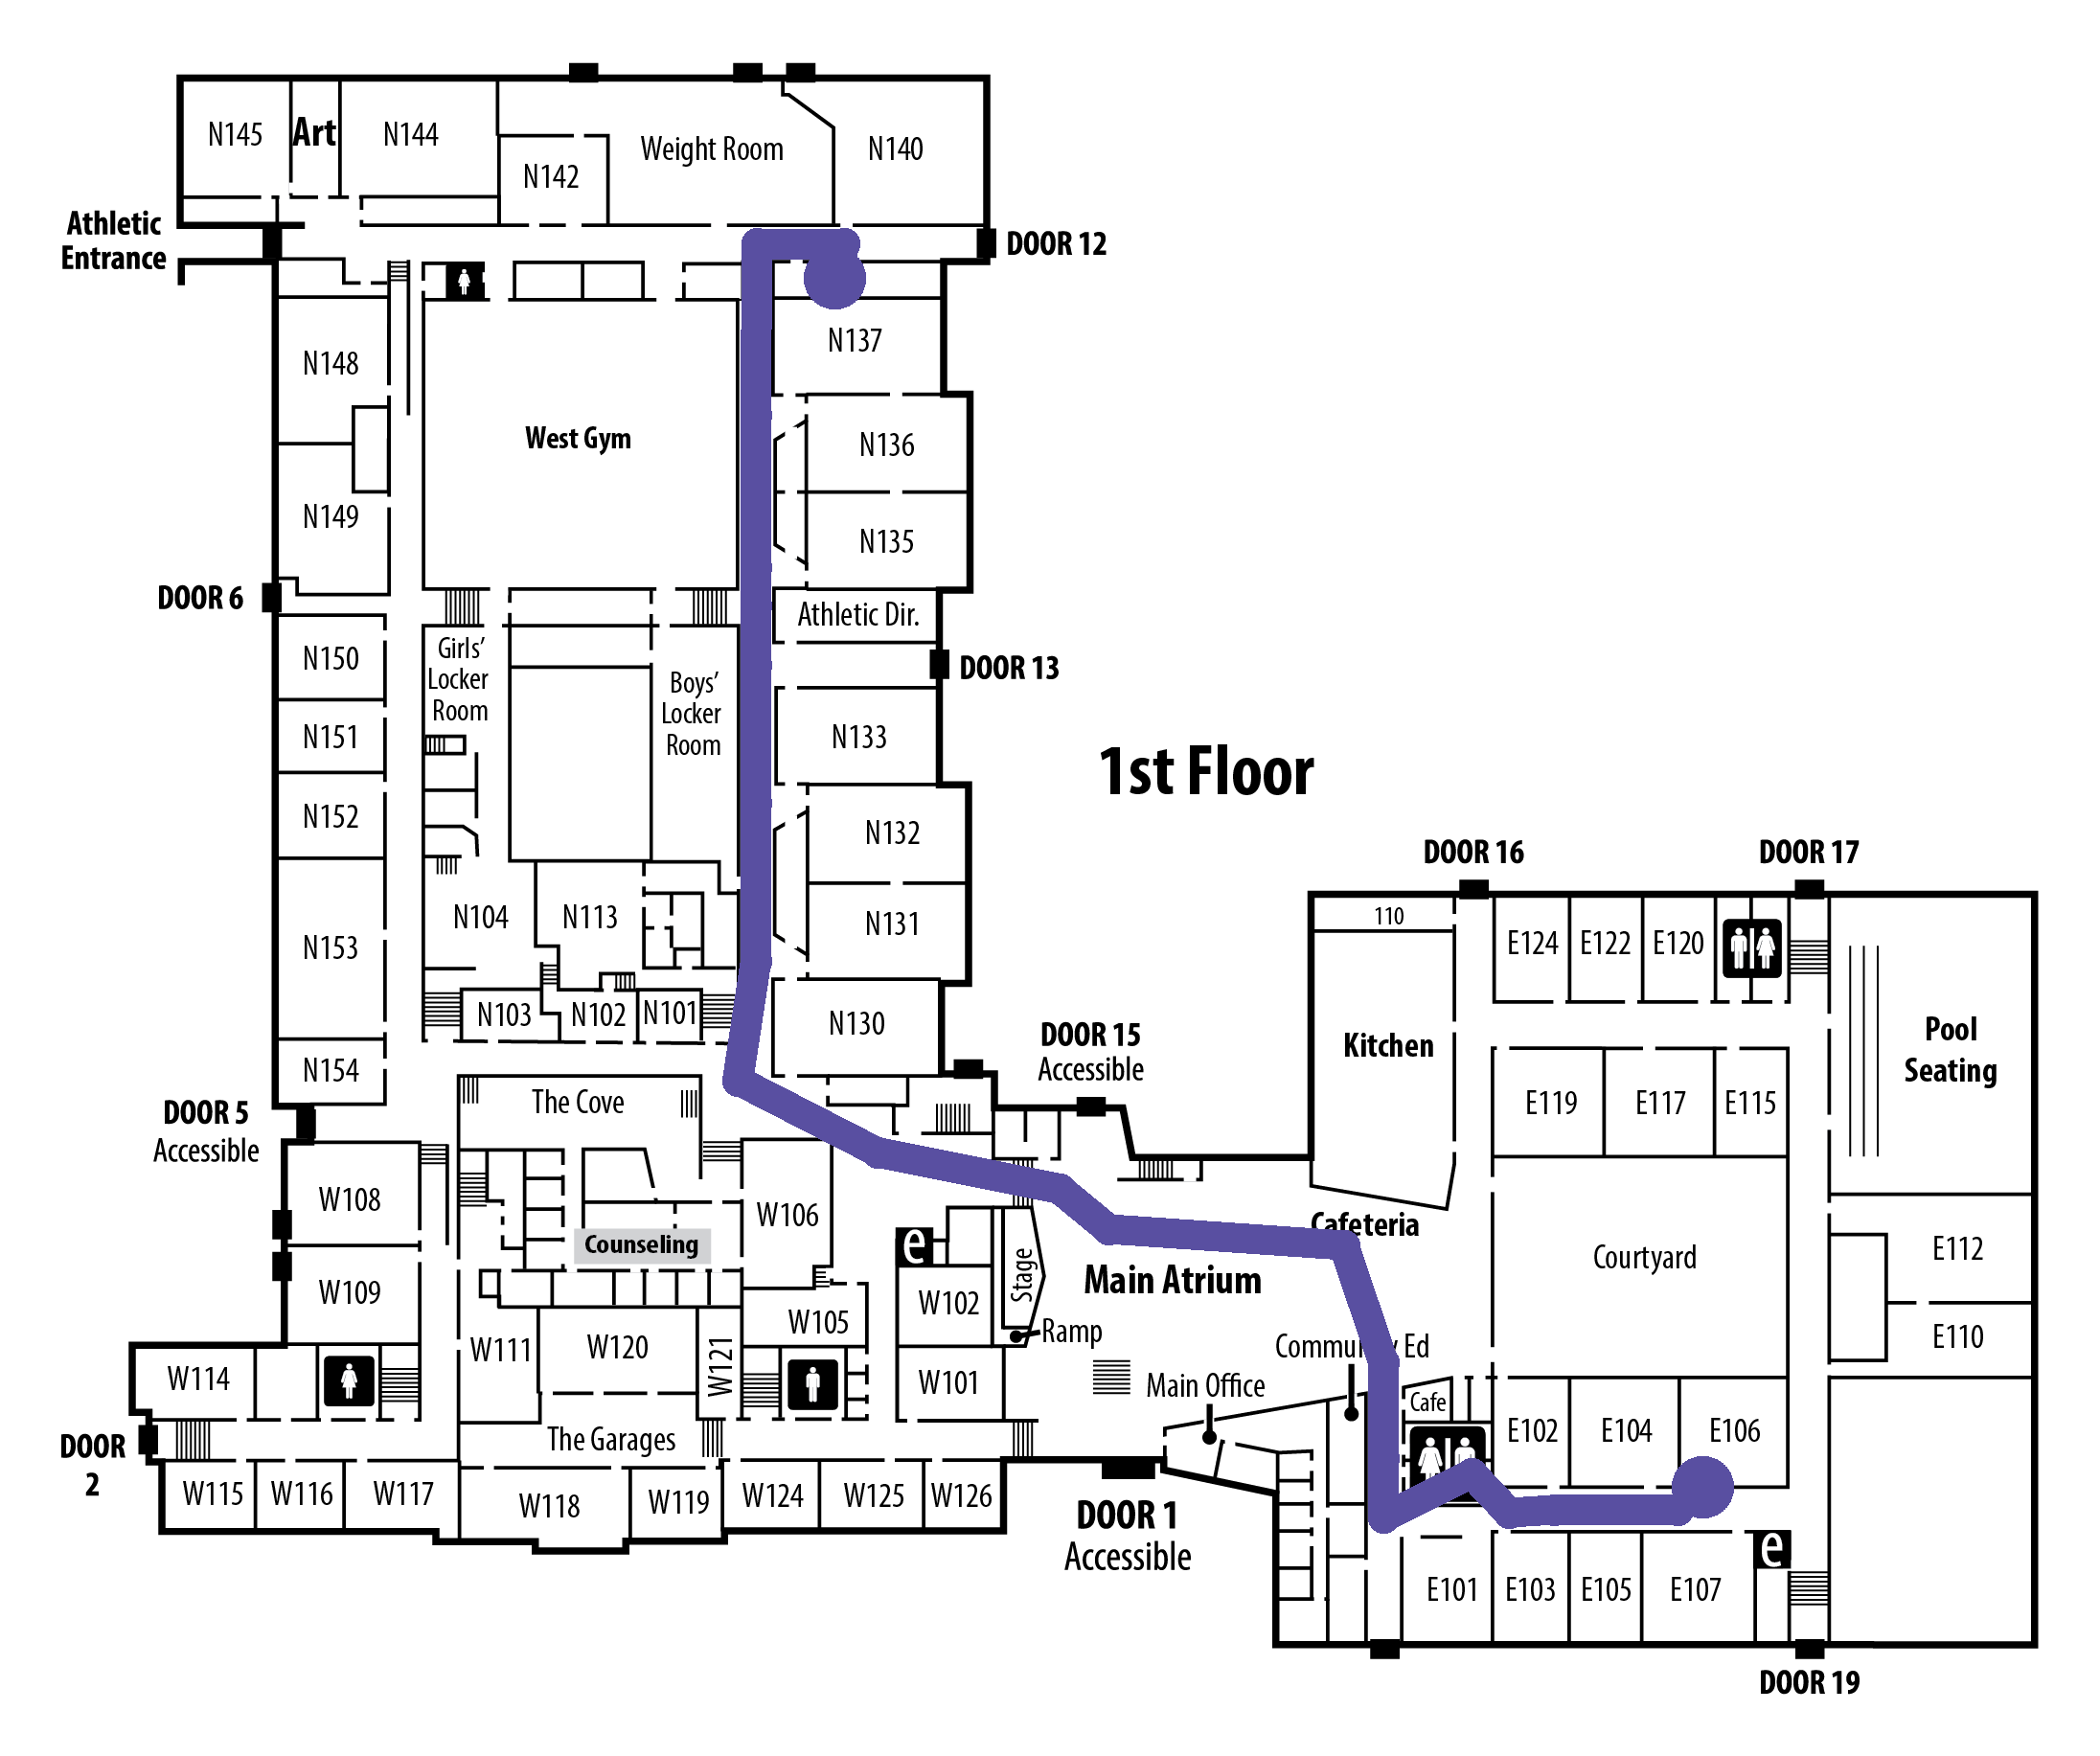 N145
Art
N144
N142
Weight Room
N140
Athletic
Entrance
DOOR 12
N148
West Gym
N137
N136
N149
N135
DOOR 6
Athletic Dir.
N150
Girls'
Locker
Room
Boys'
Locker
Room
DOOR 13
N151
N133
1st Floor
N152
N132
DOOR 16
DOOR 17
N153
N104
N113
N131
110
E124
E122
E120
N103
N102
N101
N130
DOOR 15
Accessible
Kitchen
Pool
Seating
N154
The Cove
E119
E117
E115
DOOR 5
Accessible
W108
W106
Cafeteria
Counseling
e
Stage
Main Atrium
Courtyard
E112
W109
W102
W105
Ramp
E110
W111
W120
W121
W114
W101
Main Office
Cafe
E102
E104
E106
DOOR
2
The Garages
W115
W116
W117
W118
W119
W124
W125
W126
DOOR 1
Accessible
e
E101
E103
E105
E107
DOOR 19